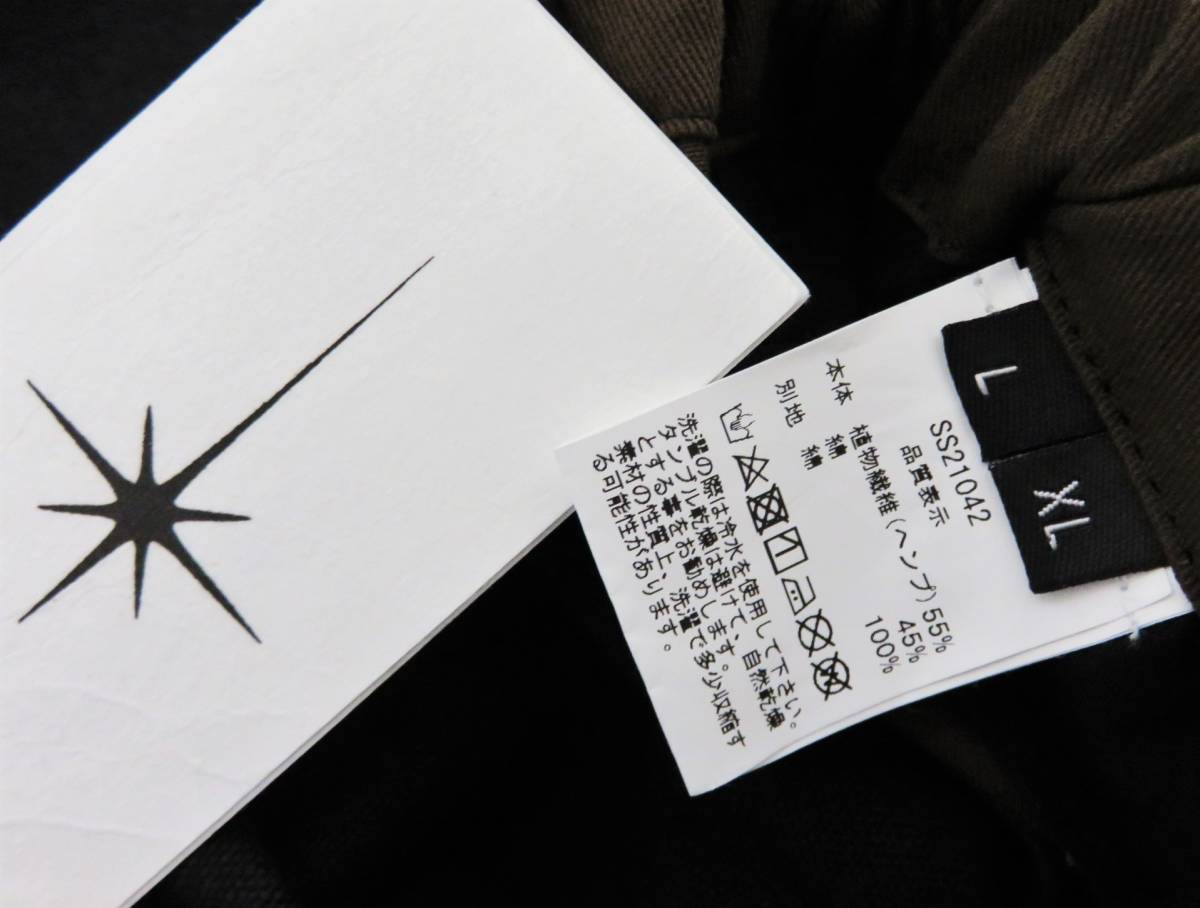 L
XL
SS21042
品質表示
本体 植物繊維(ヘンプ) 55%
綿 45%
別地 綿 100%
洗濯の際は冷水を使用して下さい。
タンブル乾燥は避けて、自然乾燥
とする事をお勧めします。
素材の性質上、洗濯で多少収縮す
る可能性があります。